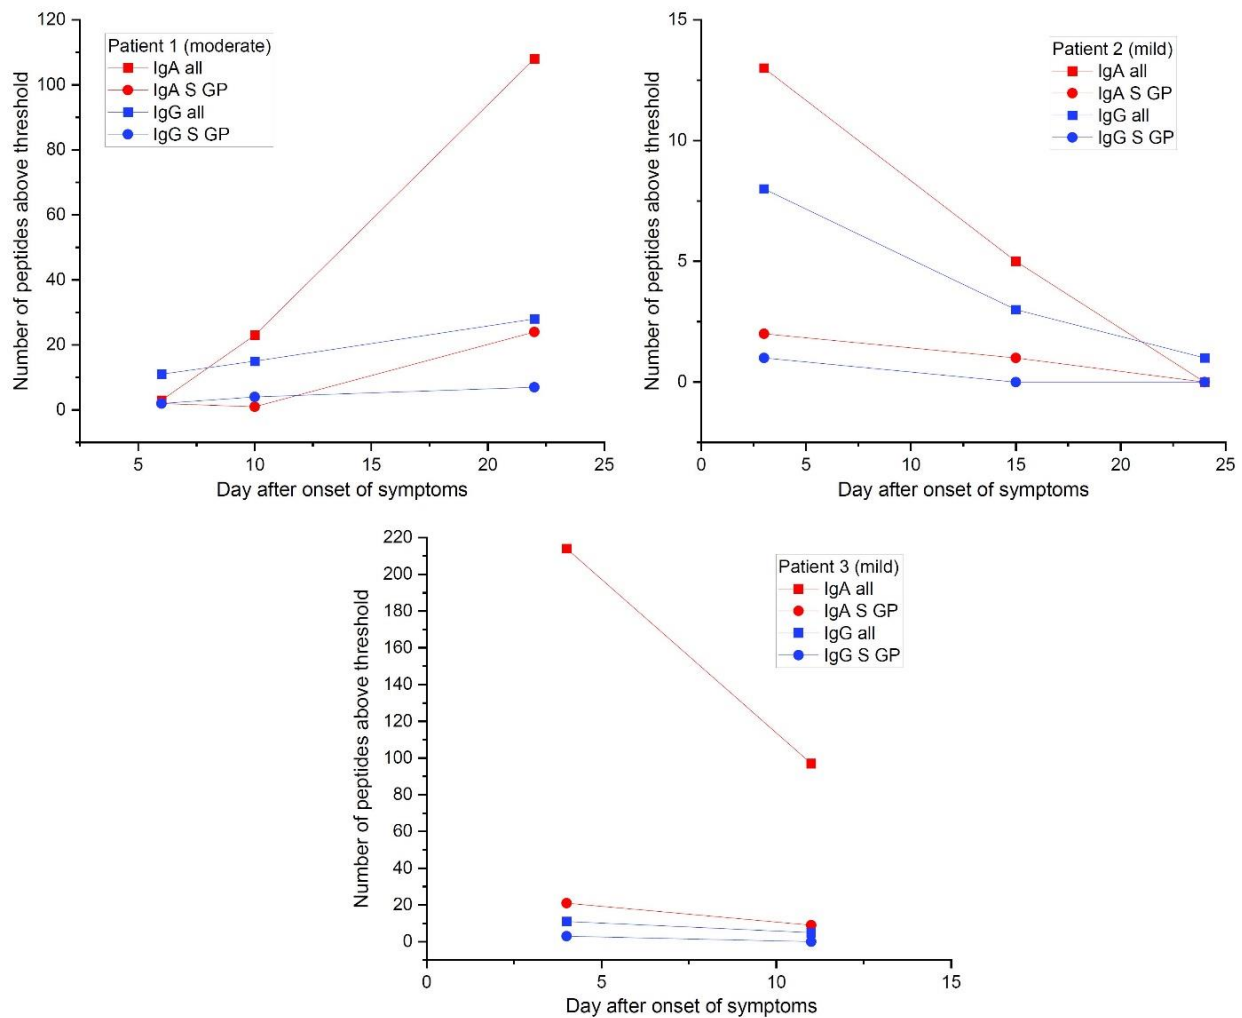 120
100
80
60
40
20
0
Number of peptides above threshold
Patient 1 (moderate)
IgA all
IgA S GP
IgG all
IgG S GP
5 10 15 20 25
Day after onset of symptoms
15
10
5
0
Number of peptides above threshold
Patient 2 (mild)
IgA all
IgA S GP
IgG all
IgG S GP
0 5 10 15 20 25
Day after onset of symptoms
220
200
180
160
140
120
100
80
60
40
20
0
Number of peptides above threshold
Patient 3 (mild)
IgA all
IgA S GP
IgG all
IgG S GP
0 5 10 15
Day after onset of symptoms